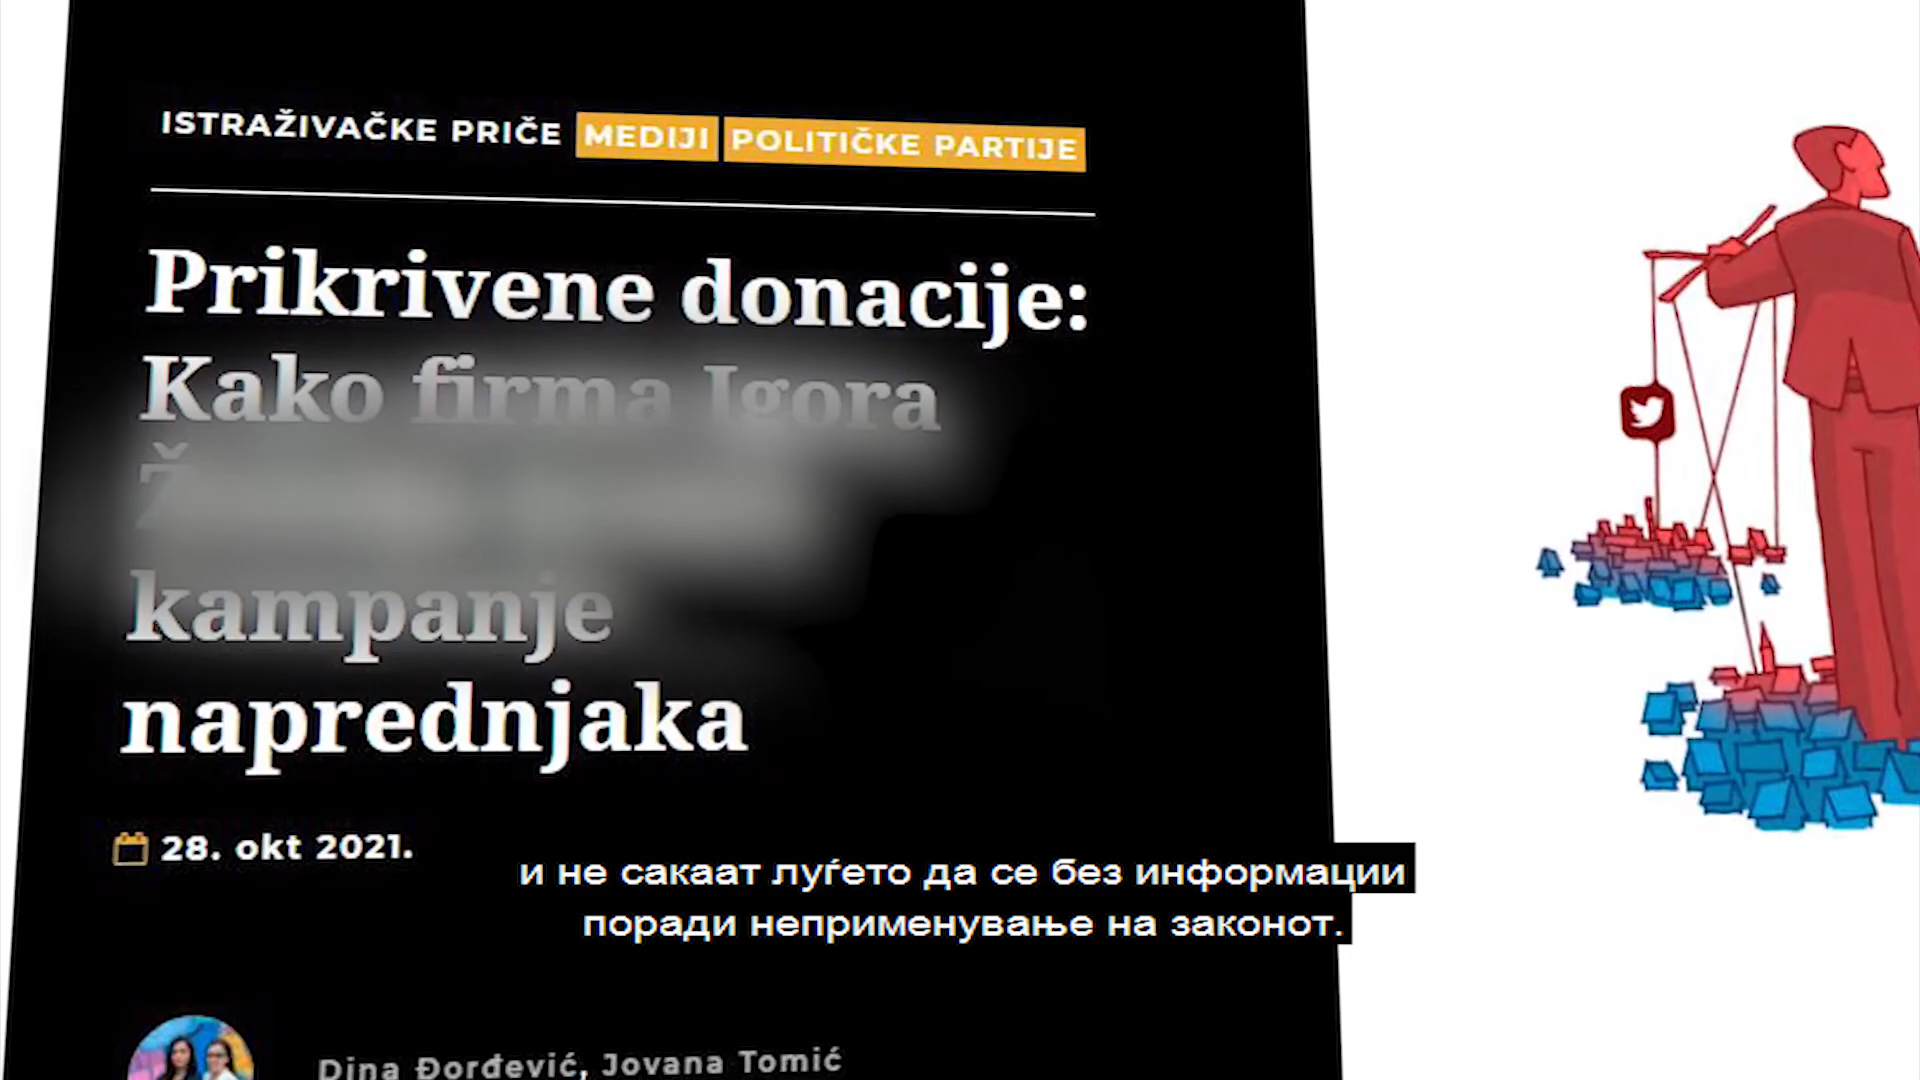 ISTRAŽIVAČKE PRIČE MEDIJI POLITIČKE PARTIJE
Prikrivene donacije:
Kako firma Igora
kampanje
naprednjaka
28. okt 2021.
и не сакаат луѓето да се без информации
поради неприменување на законот.
Dina Đorđević, Jovana Tomić